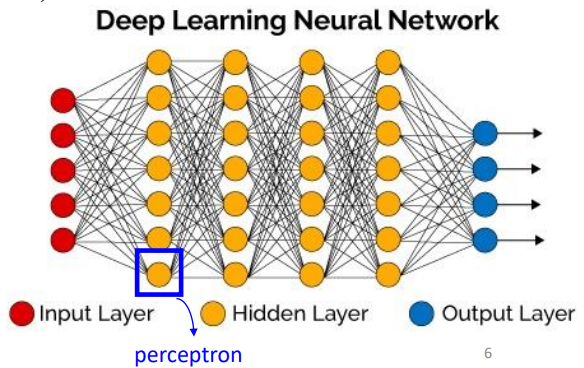 Deep Learning Neural Network
Input Layer Hidden Layer Output Layer
perceptron
6